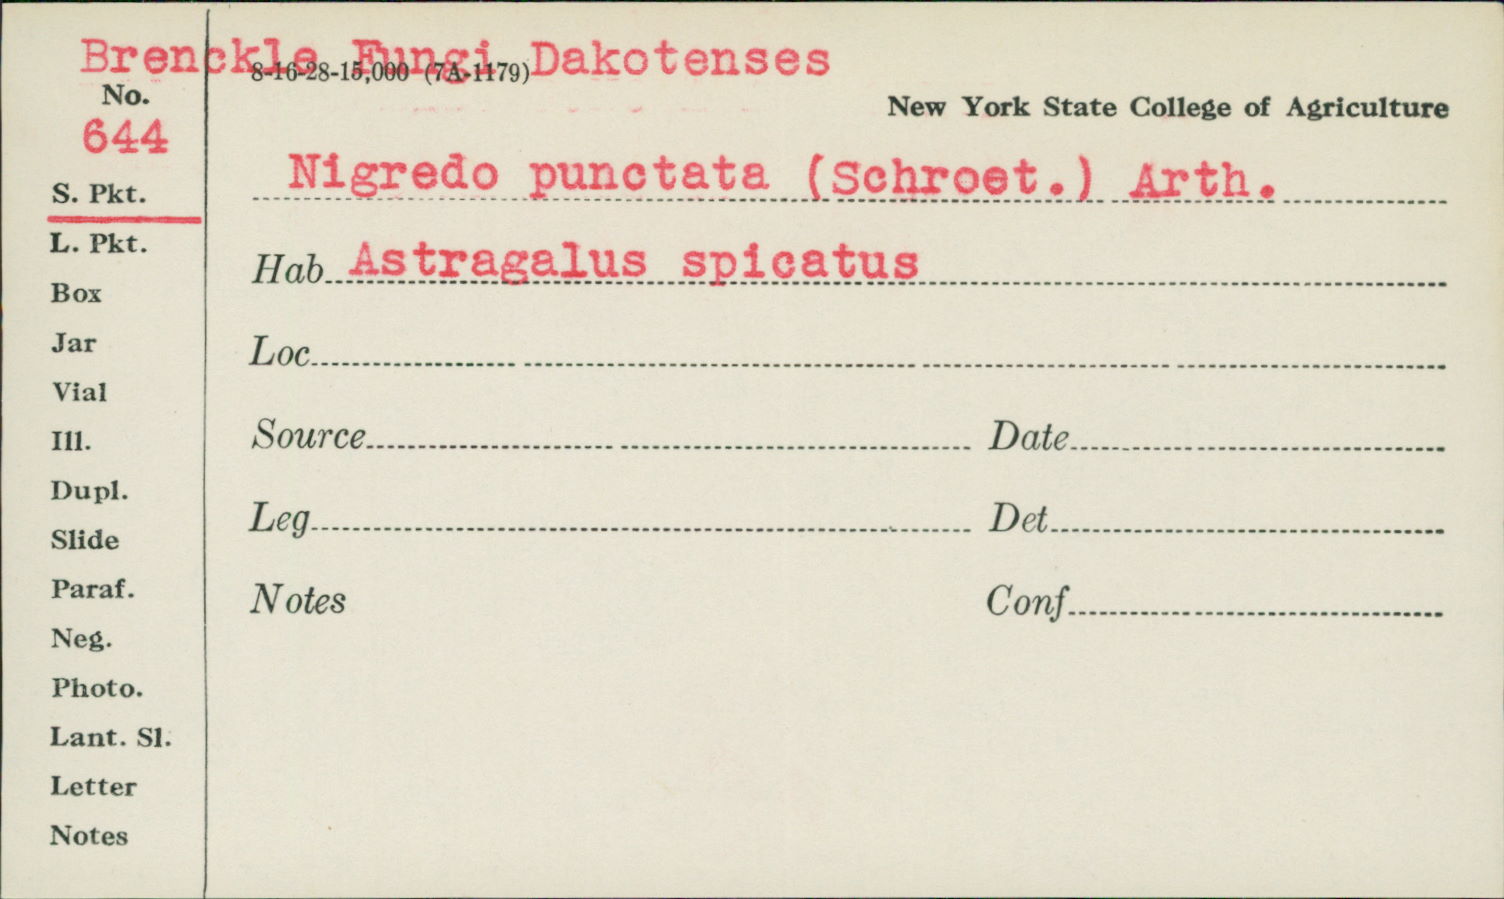 Brenckle Fungi Dakotenses
8-16-28-15,000 (7A-1179)
No.
New York State College of Agriculture
644
Nigredo punctata (Schroet.) Arth.
S. Pkt.
L. Pkt.
Hab Astragalus spicatus
Box
Jar
Loc
Vial
Ill.
Source Date
Dupl.
Leg Det
Slide
Paraf.
Notes Conf
Neg.
Photo.
Lant. Sl.
Letter
Notes